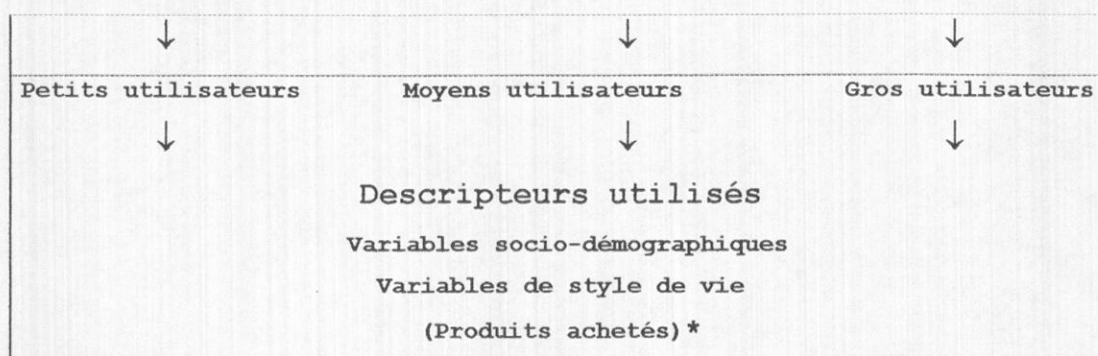 ↓ ↓ ↓
Petits utilisateurs Moyens utilisateurs Gros utilisateurs
↓ ↓ ↓
Descripteurs utilisés
Variables socio-démographiques
Variables de style de vie
(Produits achetés)*